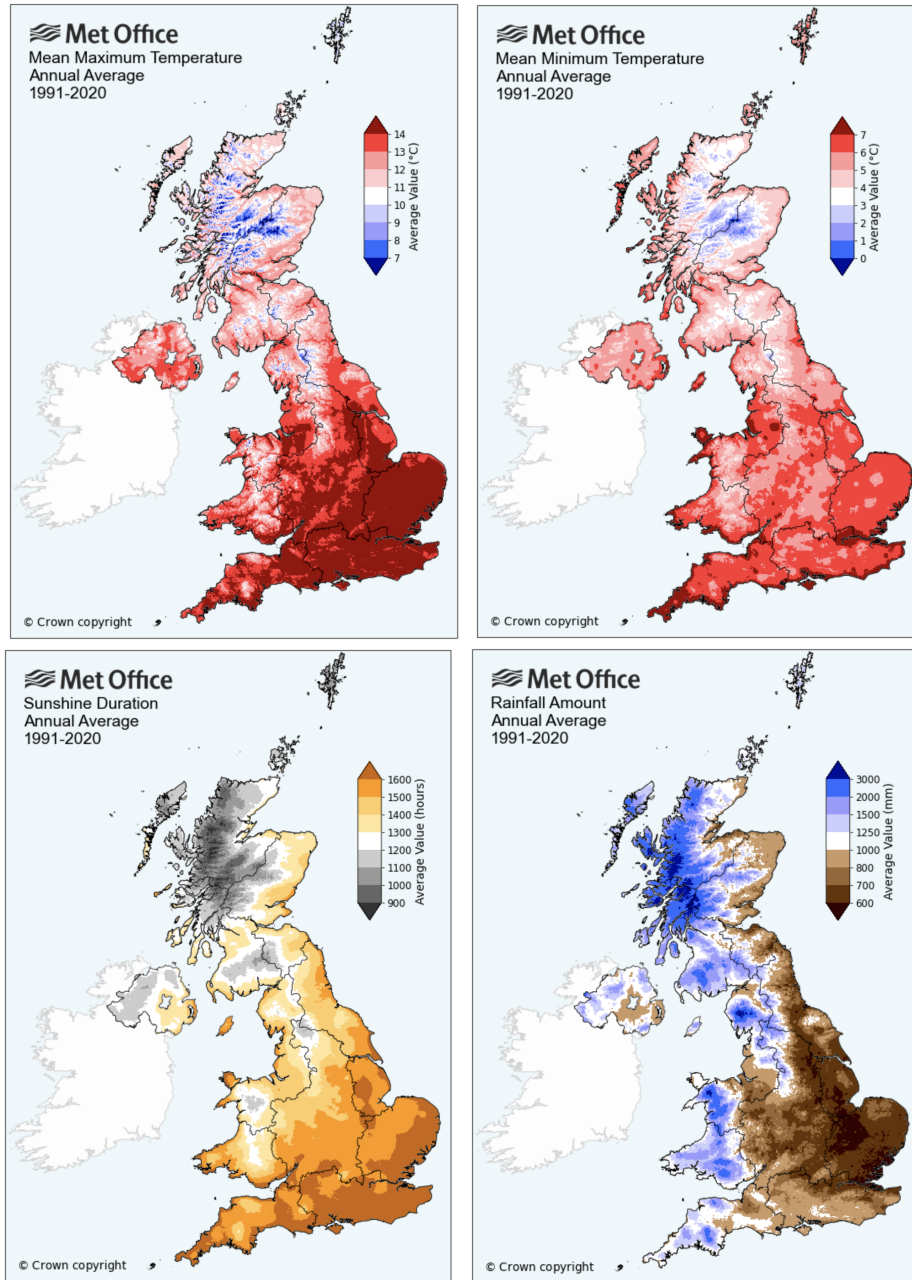 Met Office
Mean Maximum Temperature
Annual Average
1991-2020
14
13
12
11
10
9
8
7
Average Value (°C)
© Crown copyright
Met Office
Mean Minimum Temperature
Annual Average
1991-2020
7
6
5
4
3
2
1
0
Average Value (°C)
© Crown copyright
Met Office
Sunshine Duration
Annual Average
1991-2020
1600
1500
1400
1300
1200
1100
1000
900
Average Value (hours)
© Crown copyright
Met Office
Rainfall Amount
Annual Average
1991-2020
3000
2000
1500
1250
1000
800
700
600
Average Value (mm)
© Crown copyright